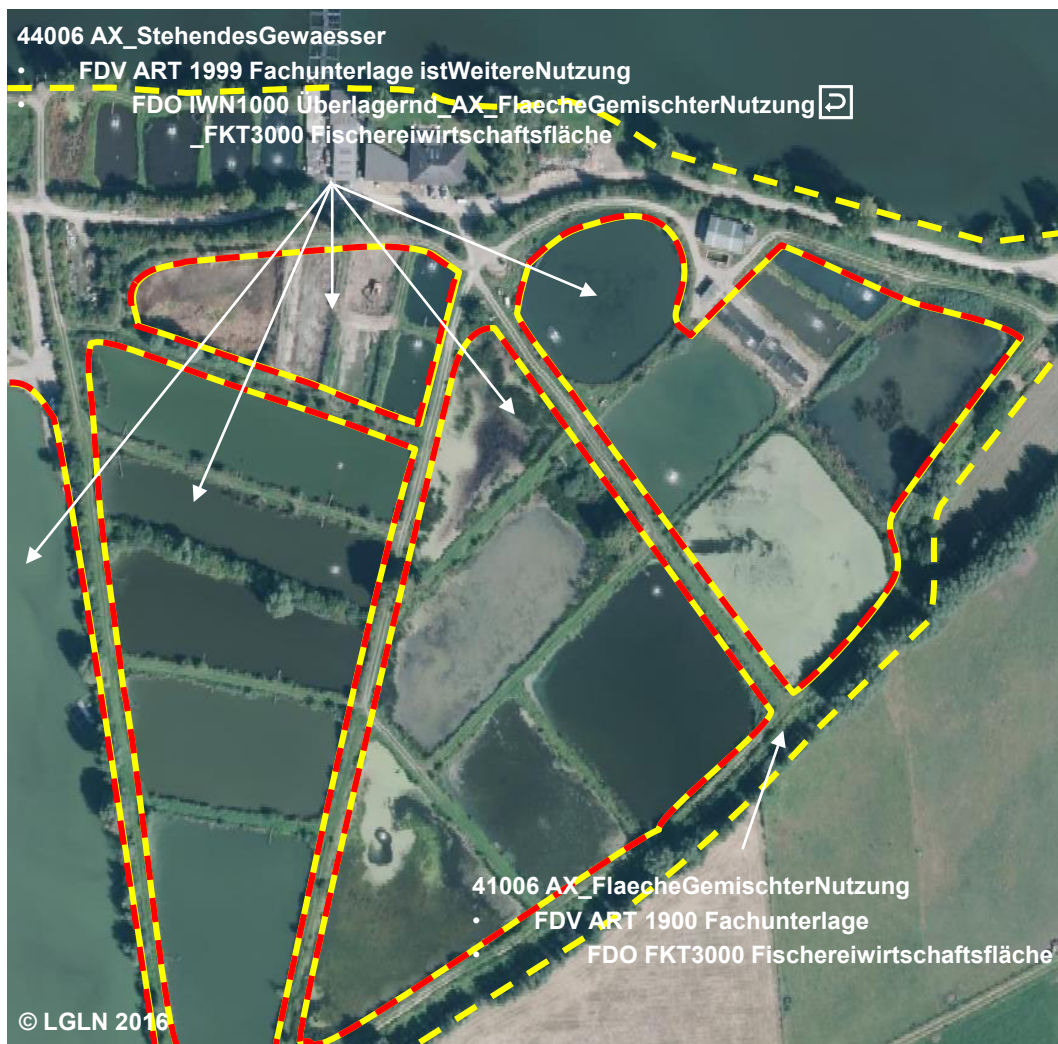 44006 AX_StehendesGewaesser
• FDV ART 1999 Fachunterlage istWeitereNutzung
• FDO IWN1000 Überlagernd_AX_FlaecheGemischterNutzung
_FKT3000 Fischereiwirtschaftsfläche
41006 AX_FlaecheGemischterNutzung
• FDV ART 1900 Fachunterlage
• FDO FKT3000 Fischereiwirtschaftsfläche
© LGLN 2016